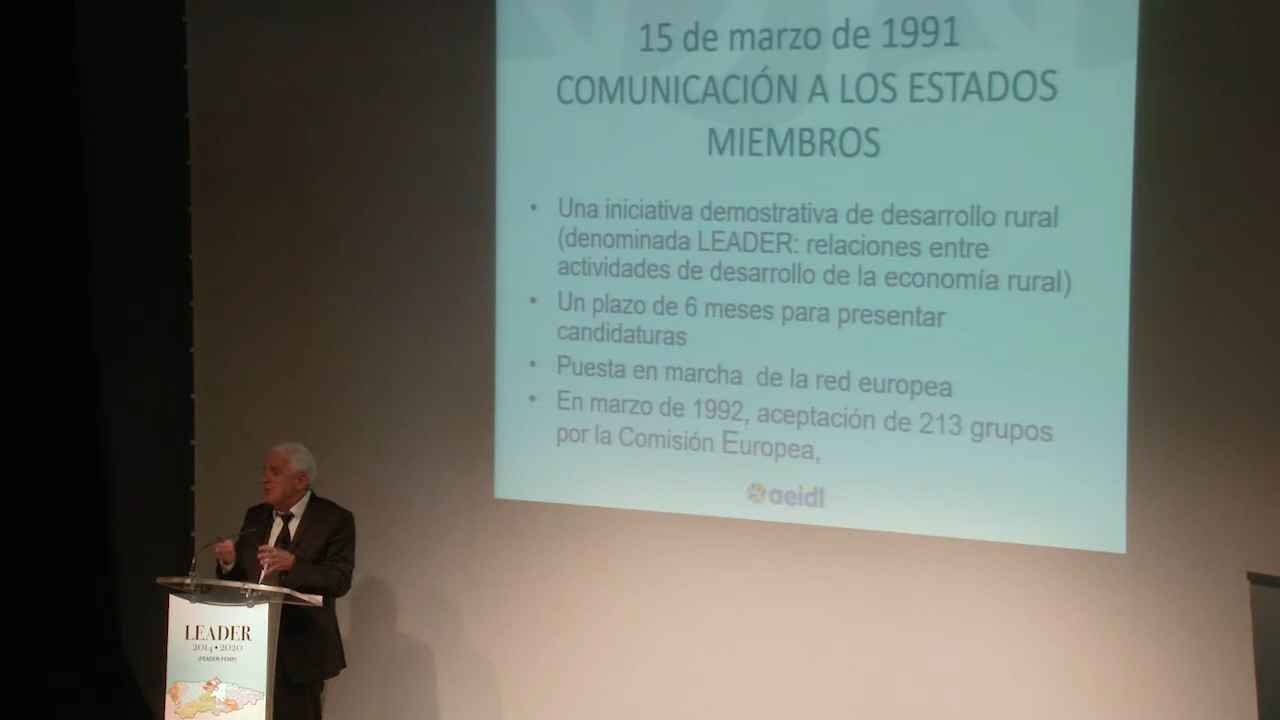 15 de marzo de 1991
COMUNICACIÓN A LOS ESTADOS
MIEMBROS
• Una iniciativa demostrativa de desarrollo rural
(denominada LEADER: relaciones entre
actividades de desarrollo de la economía rural)
• Un plazo de 6 meses para presentar
candidaturas
• Puesta en marcha de la red europea
• En marzo de 1992, aceptación de 213 grupos
por la Comisión Europea,
aeidl
LEADER
2014•2020
(FEADER-FEMP)